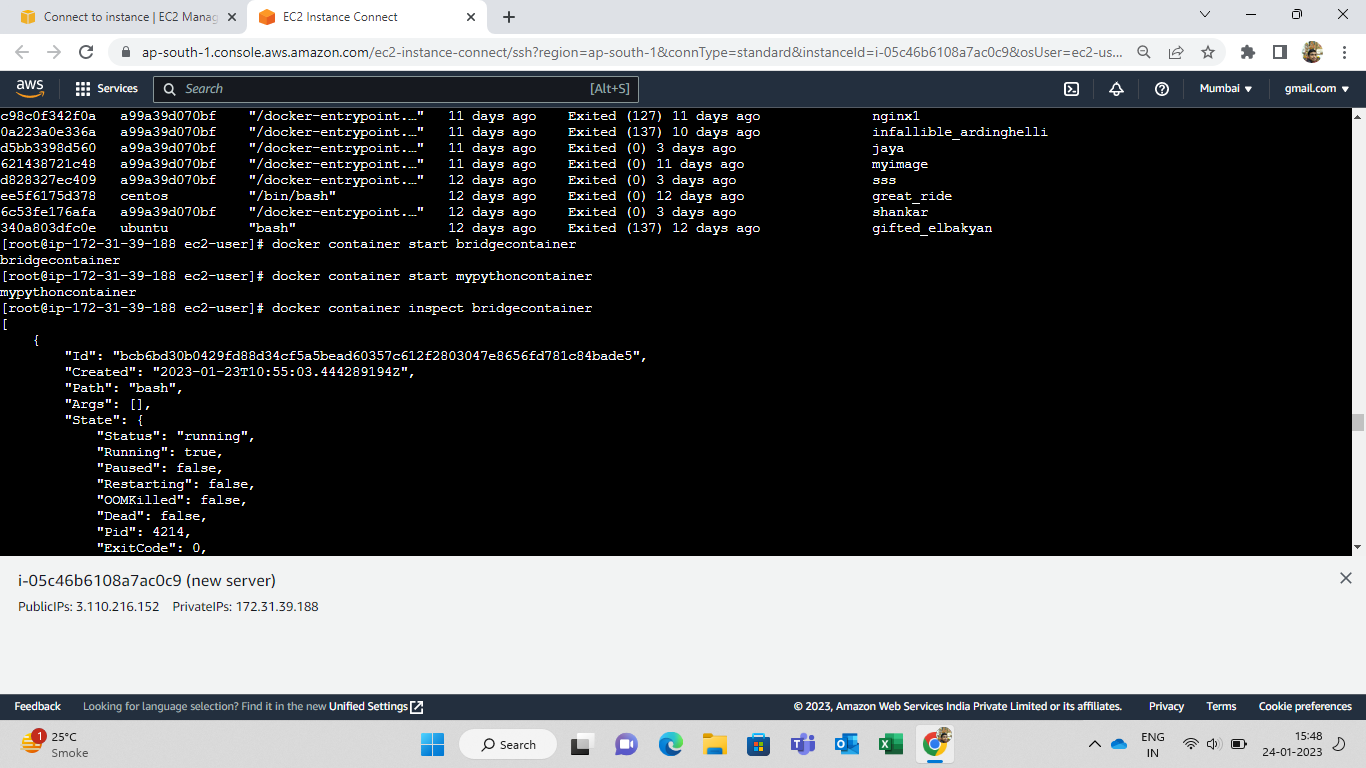 Connect to instance | EC2 Manag
EC2 Instance Connect
ap-south-1.console.aws.amazon.com/ec2-instance-connect/ssh?region=ap-south-1&connType=standard&instanceId=i-05c46b6108a7ac0c9&osUser=ec2-us...
aws Services Search [Alt+S] Mumbai gmail.com
c98c0f342f0a a99a39d070bf "/docker-entrypoint.…" 11 days ago Exited (127) 11 days ago nginx1
0a223a0e336a a99a39d070bf "/docker-entrypoint.…" 11 days ago Exited (137) 10 days ago infallible_ardinghelli
d5bb3398d560 a99a39d070bf "/docker-entrypoint.…" 11 days ago Exited (0) 3 days ago jaya
621438721c48 a99a39d070bf "/docker-entrypoint.…" 11 days ago Exited (0) 11 days ago myimage
d828327ec409 a99a39d070bf "/docker-entrypoint.…" 12 days ago Exited (0) 3 days ago sss
ee5f6175d378 centos "/bin/bash" 12 days ago Exited (0) 12 days ago great_ride
6c53fe176afa a99a39d070bf "/docker-entrypoint.…" 12 days ago Exited (0) 3 days ago shankar
340a803dfc0e ubuntu "bash" 12 days ago Exited (137) 12 days ago gifted_elbakyan
[root@ip-172-31-39-188 ec2-user]# docker container start bridgecontainer
bridgecontainer
[root@ip-172-31-39-188 ec2-user]# docker container start mypythoncontainer
mypythoncontainer
[root@ip-172-31-39-188 ec2-user]# docker container inspect bridgecontainer
[
{
"Id": "bcb6bd30b0429fd88d34cf5a5bead60357c612f2803047e8656fd781c84bade5",
"Created": "2023-01-23T10:55:03.444289194Z",
"Path": "bash",
"Args": [],
"State": {
"Status": "running",
"Running": true,
"Paused": false,
"Restarting": false,
"OOMKilled": false,
"Dead": false,
"Pid": 4214,
"ExitCode": 0,
i-05c46b6108a7ac0c9 (new server)
PublicIPs: 3.110.216.152 PrivateIPs: 172.31.39.188
Feedback Looking for language selection? Find it in the new Unified Settings © 2023, Amazon Web Services India Private Limited or its affiliates. Privacy Terms Cookie preferences
1 25°C
Smoke
Search
ENG
IN
15:48
24-01-2023